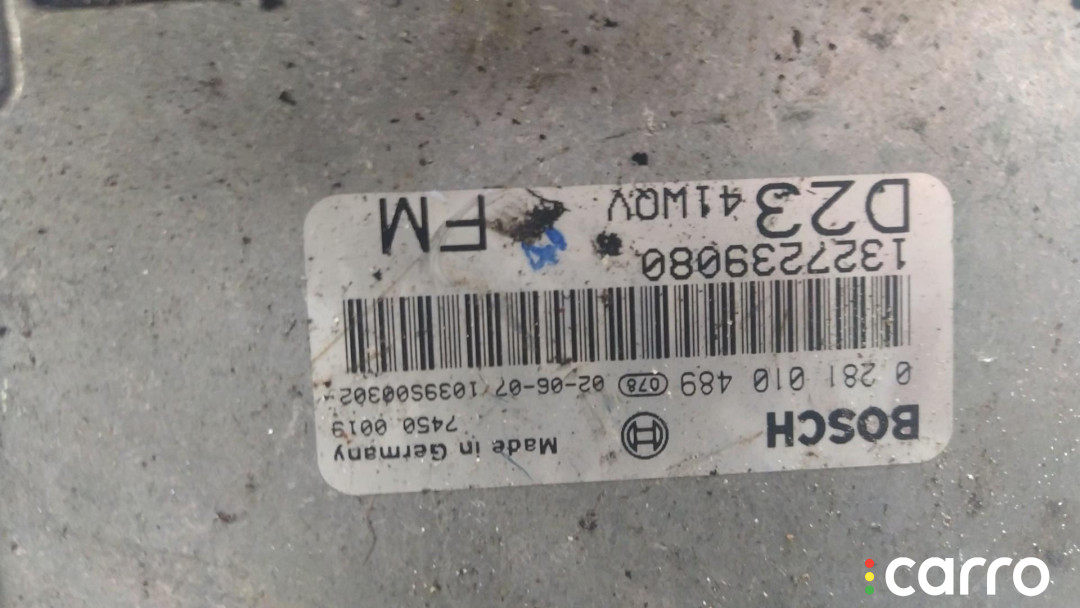 BOSCH Made in Germany
7450 0019
0 281 010 489 078 02-06-07 1039S00302
1327239080
D23 41WQV FM
carro